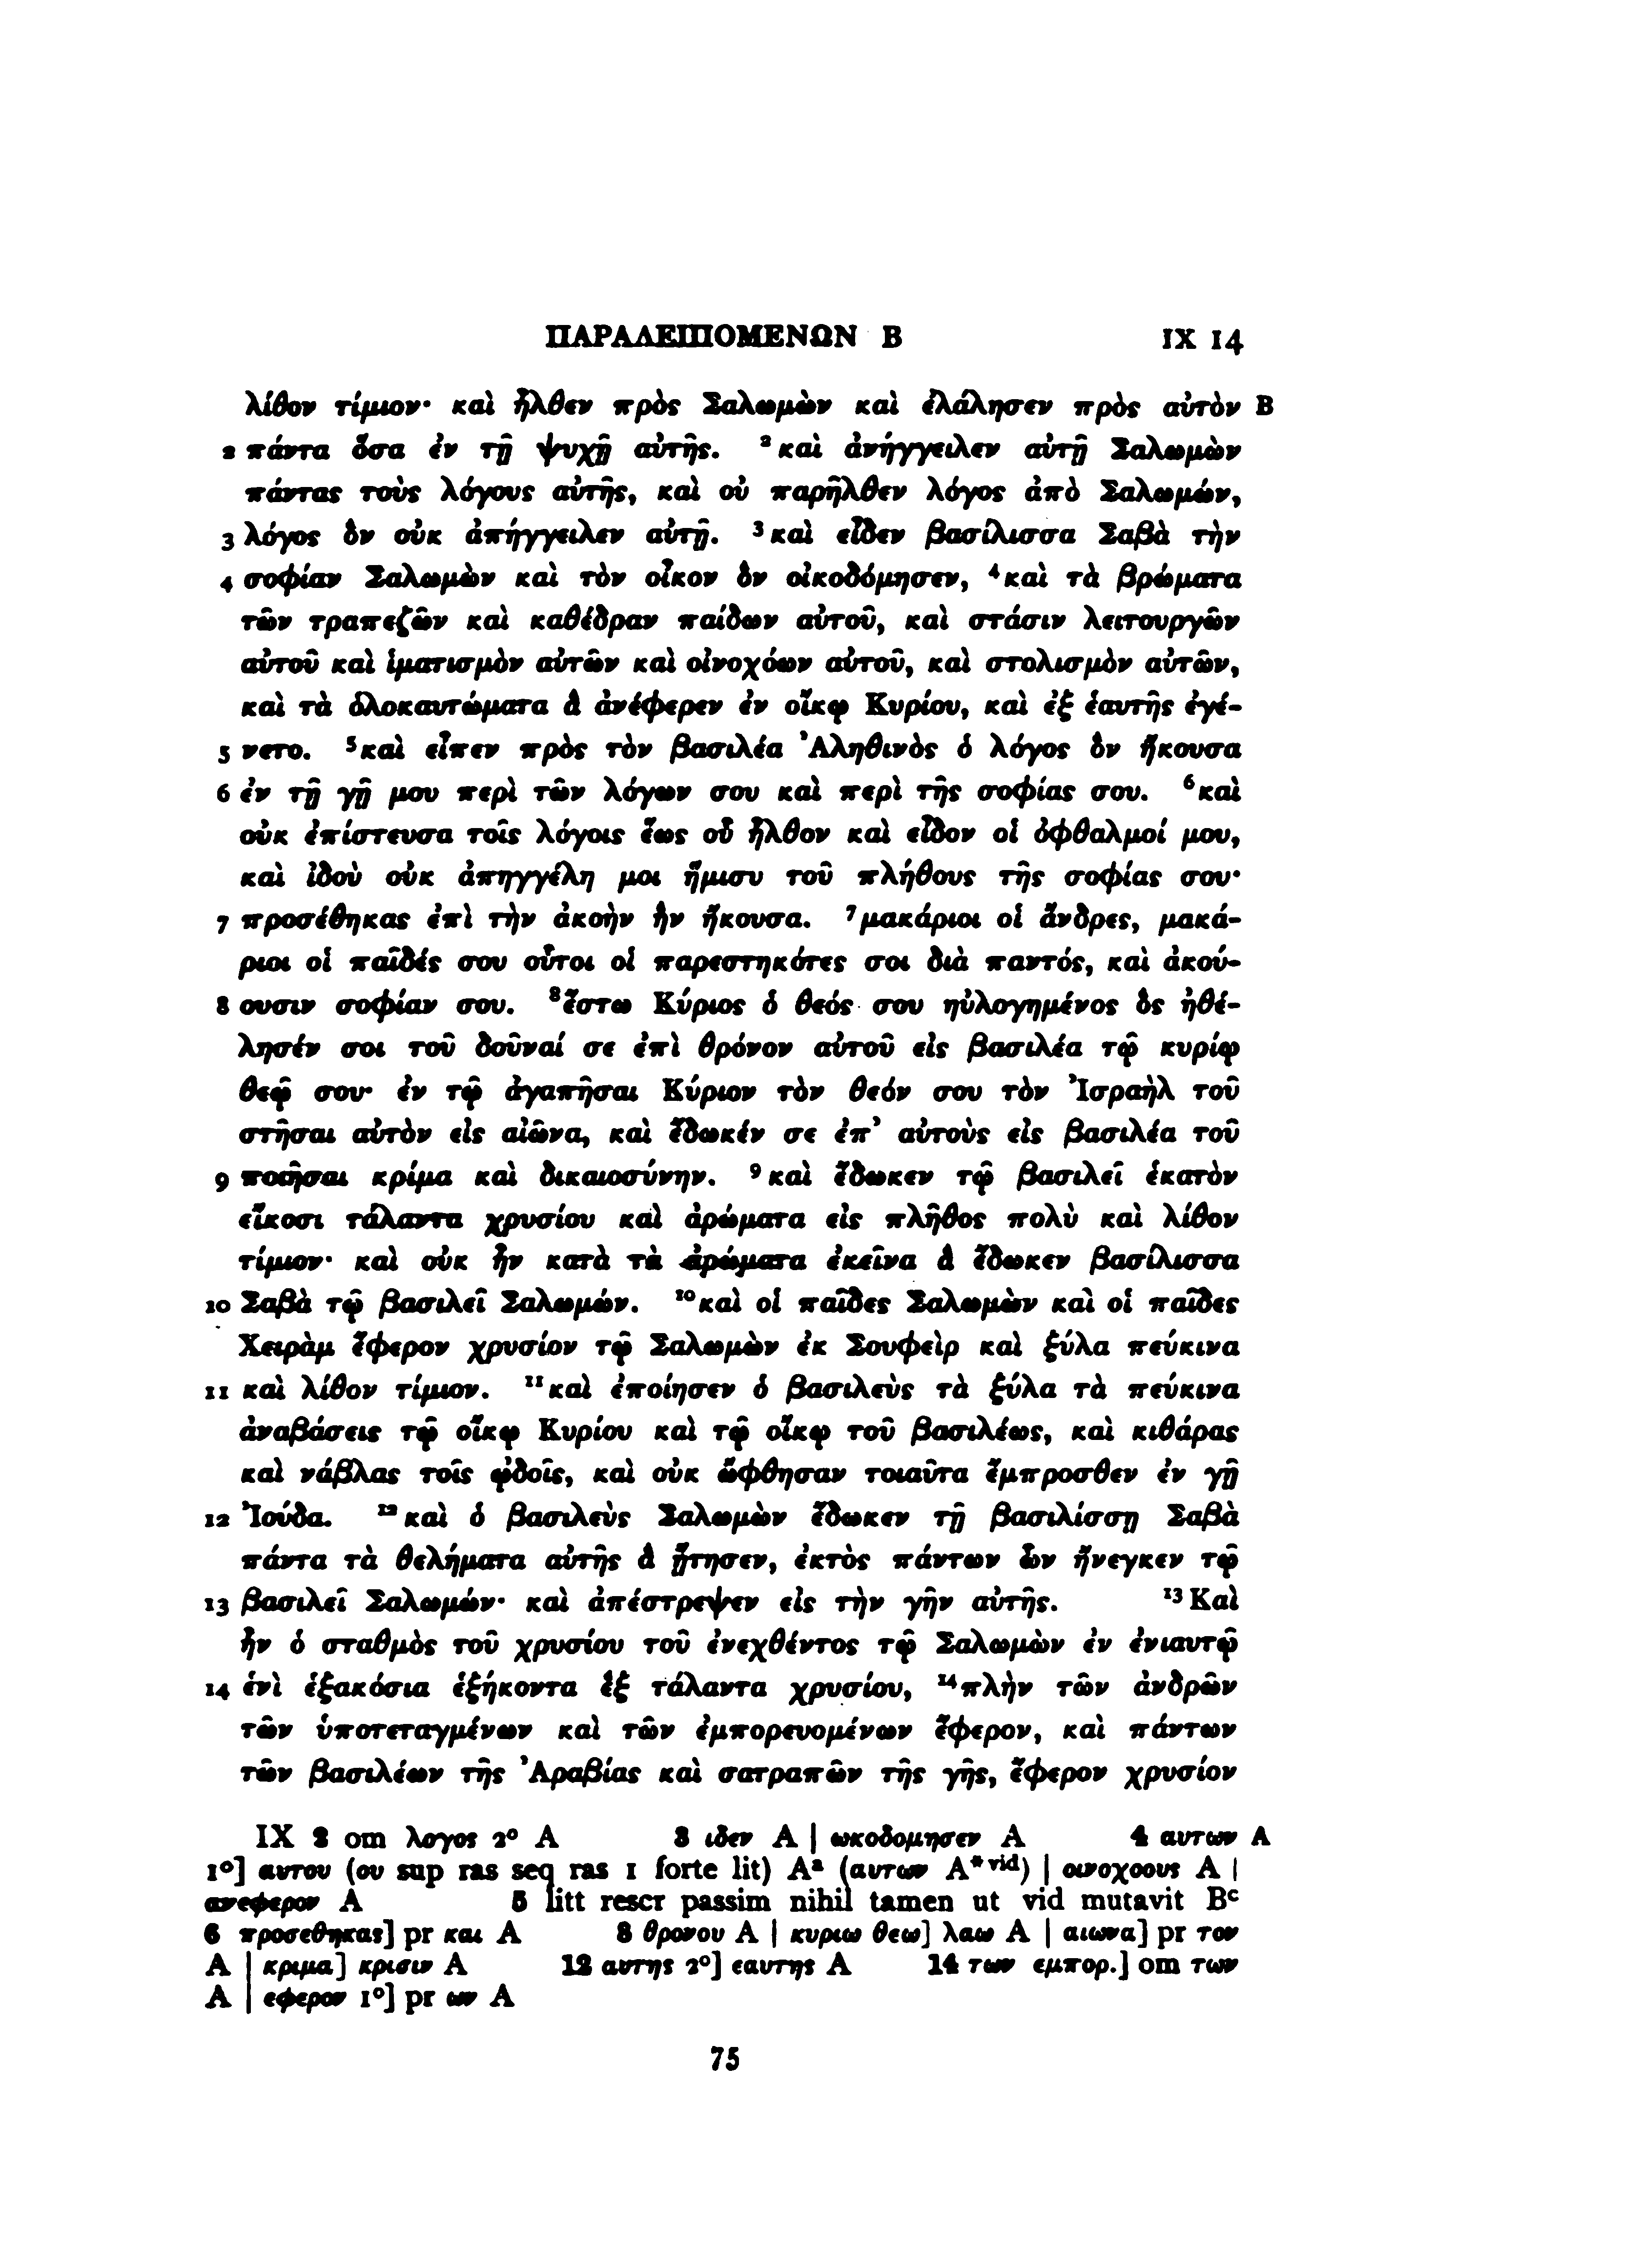 ΠΑΡΑΛΕΙΠΟΜΕΝΩΝ Β IX 14
λίθον τίμιον· καὶ ἦλθεν πρὸς Σαλωμὼν καὶ ἐλάλησεν πρὸς αὐτὸν B
2 πάντα ὅσα ἐν τῇ ψυχῇ αὐτῆς. ²καὶ ἀνήγγειλεν αὐτῇ Σαλωμὼν
πάντας τοὺς λόγους αὐτῆς, καὶ οὐ παρῆλθεν λόγος ἀπὸ Σαλωμών,
3 λόγος ὃν οὐκ ἀπήγγειλεν αὐτῇ. ³καὶ εἶδεν βασίλισσα Σαβὰ τὴν
4 σοφίαν Σαλωμὼν καὶ τὸν οἶκον ὃν οἰκοδόμησεν, ⁴καὶ τὰ βρώματα
τῶν τραπεζῶν καὶ καθέδραν παίδων αὐτοῦ, καὶ στάσιν λειτουργῶν
αὐτοῦ καὶ ἱματισμὸν αὐτῶν καὶ οἰνοχόων αὐτοῦ, καὶ στολισμὸν αὐτῶν,
καὶ τὰ ὁλοκαυτώματα ἃ ἀνέφερεν ἐν οἴκῳ Κυρίου, καὶ ἐξ ἑαυτῆς ἐγέ-
5 νετο. ⁵καὶ εἶπεν πρὸς τὸν βασιλέα Ἀληθινὸς ὁ λόγος ὃν ἤκουσα
6 ἐν τῇ γῇ μου περὶ τῶν λόγων σου καὶ περὶ τῆς σοφίας σου. ⁶καὶ
οὐκ ἐπίστευσα τοῖς λόγοις ἕως οὗ ἦλθον καὶ εἶδον οἱ ὀφθαλμοί μου,
καὶ ἰδοὺ οὐκ ἀπηγγέλη μοι ἥμισυ τοῦ πλήθους τῆς σοφίας σου·
7 προσέθηκας ἐπὶ τὴν ἀκοὴν ἣν ἤκουσα. ⁷μακάριοι οἱ ἄνδρες, μακά-
ριοι οἱ παῖδές σου οὗτοι οἱ παρεστηκότες σοι διὰ παντός, καὶ ἀκού-
8 ουσιν σοφίαν σου. ⁸ἔστω Κύριος ὁ θεός σου ηὐλογημένος ὃς ἠθέ-
λησέν σοι τοῦ δοῦναί σε ἐπὶ θρόνον αὐτοῦ εἰς βασιλέα τῷ κυρίῳ
θεῷ σου· ἐν τῷ ἀγαπῆσαι Κύριον τὸν θεόν σου τὸν Ἰσραὴλ τοῦ
στῆσαι αὐτὸν εἰς αἰῶνα, καὶ ἔδωκέν σε ἐπ’ αὐτοὺς εἰς βασιλέα τοῦ
9 ποιῆσαι κρίμα καὶ δικαιοσύνην. ⁹καὶ ἔδωκεν τῷ βασιλεῖ ἑκατὸν
εἴκοσι τάλαντα χρυσίου καὶ ἀρώματα εἰς πλῆθος πολὺ καὶ λίθον
τίμιον· καὶ οὐκ ἦν κατὰ τὰ ἀρώματα ἐκεῖνα ἃ ἔδωκεν βασίλισσα
10 Σαβὰ τῷ βασιλεῖ Σαλωμών. ¹⁰καὶ οἱ παῖδες Σαλωμὼν καὶ οἱ παῖδες
Χειρὰμ ἔφερον χρυσίον τῷ Σαλωμὼν ἐκ Σουφεὶρ καὶ ξύλα πεύκινα
11 καὶ λίθον τίμιον. ¹¹καὶ ἐποίησεν ὁ βασιλεὺς τὰ ξύλα τὰ πεύκινα
ἀναβάσεις τῷ οἴκῳ Κυρίου καὶ τῷ οἴκῳ τοῦ βασιλέως, καὶ κιθάρας
καὶ νάβλας τοῖς ᾠδοῖς, καὶ οὐκ ὤφθησαν τοιαῦτα ἔμπροσθεν ἐν γῇ
12 Ἰούδα. ¹²καὶ ὁ βασιλεὺς Σαλωμὼν ἔδωκεν τῇ βασιλίσσῃ Σαβὰ
πάντα τὰ θελήματα αὐτῆς ἃ ᾔτησεν, ἐκτὸς πάντων ὧν ἤνεγκεν τῷ
13 βασιλεῖ Σαλωμών· καὶ ἀπέστρεψεν εἰς τὴν γῆν αὐτῆς. ¹³Καὶ
ἦν ὁ σταθμὸς τοῦ χρυσίου τοῦ ἐνεχθέντος τῷ Σαλωμὼν ἐν ἐνιαυτῷ
14 ἑνὶ ἑξακόσια ἑξήκοντα ἓξ τάλαντα χρυσίου, ¹⁴πλὴν τῶν ἀνδρῶν
τῶν ὑποτεταγμένων καὶ τῶν ἐμπορευομένων ἔφερον, καὶ πάντων
τῶν βασιλέων τῆς Ἀραβίας καὶ σατραπῶν τῆς γῆς, ἔφερον χρυσίον
IX 2 om λογος 2° A 3 ιδεν A | ωκοδομησεν A 4 αυτων A
1°] αυτου (ου sup ras seq ras 1 forte lit) Aᵃ (αυτων A*ᵛⁱᵈ) | οινοχοους A |
ανεφερον A 5 litt rescr passim nihil tamen ut vid mutavit Bᶜ
6 προσεθηκας] pr και A 8 θρονου A | κυριω θεω] λαω A | αιωνα] pr τον
A | κριμα] κρισιν A 12 αυτης 2°] εαυτης A 14 των εμπορ.] om των
A | εφερον 1°] pr ων A
75